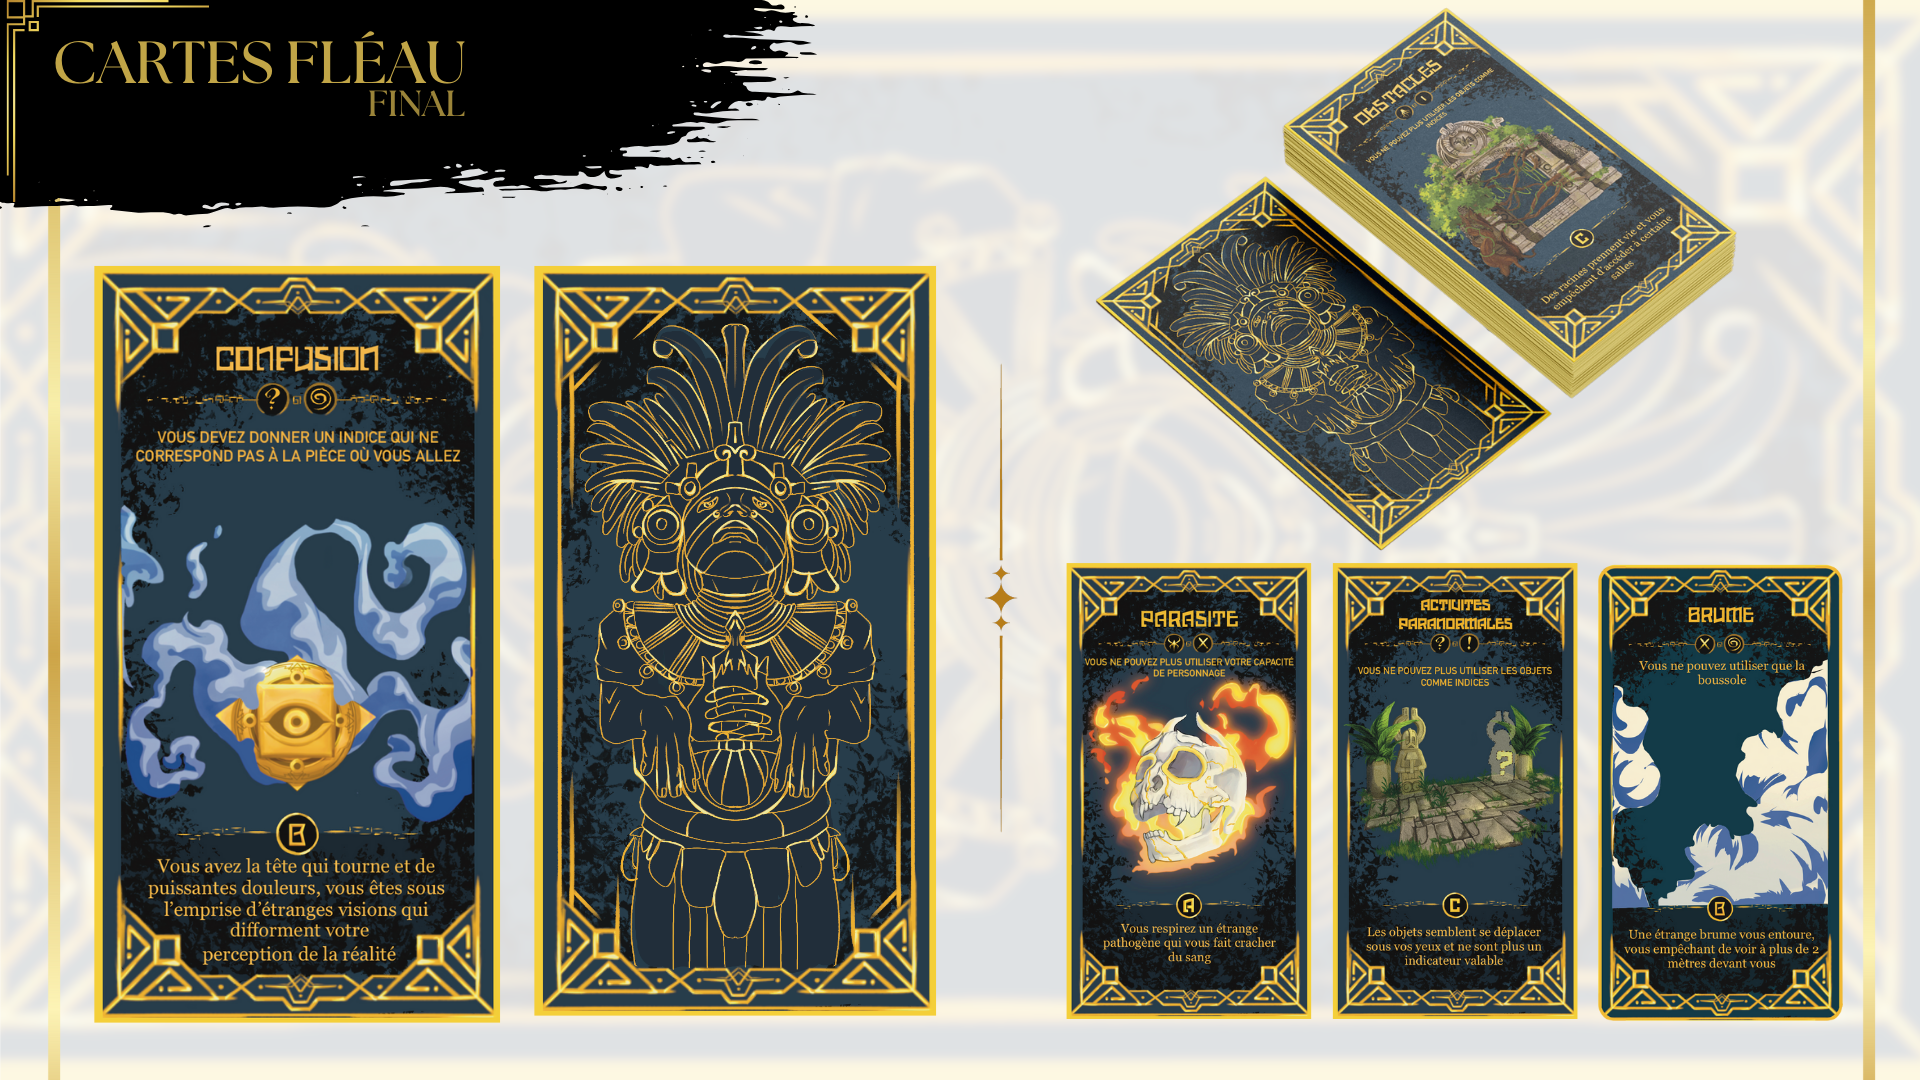 CARTES FLÉAU
FINAL
CONFUSION
? ET
VOUS DEVEZ DONNER UN INDICE QUI NE
CORRESPOND PAS À LA PIÈCE OÙ VOUS ALLEZ
B
Vous avez la tête qui tourne et de
puissantes douleurs, vous êtes sous
l'emprise d'étranges visions qui
difforment votre
perception de la réalité
OBSTACLES
VOUS NE POUVEZ PLUS UTILISER LES OBJETS COMME
INDICES
C
Des racines prennent vie et vous
empêchent d'accéder à certaine
salles
PARASITE
VOUS NE POUVEZ PLUS UTILISER VOTRE CAPACITÉ
DE PERSONNAGE
A
Vous respirez un étrange
pathogène qui vous fait cracher
du sang
ACTIVITES
PARANORMALES
? !
VOUS NE POUVEZ PLUS UTILISER LES OBJETS
COMME INDICES
?
C
Les objets semblent se déplacer
sous vos yeux et ne sont plus un
indicateur valable
BRUME
X
Vous ne pouvez utiliser que la
boussole
B
Une étrange brume vous entoure,
vous empêchant de voir à plus de 2
mètres devant vous